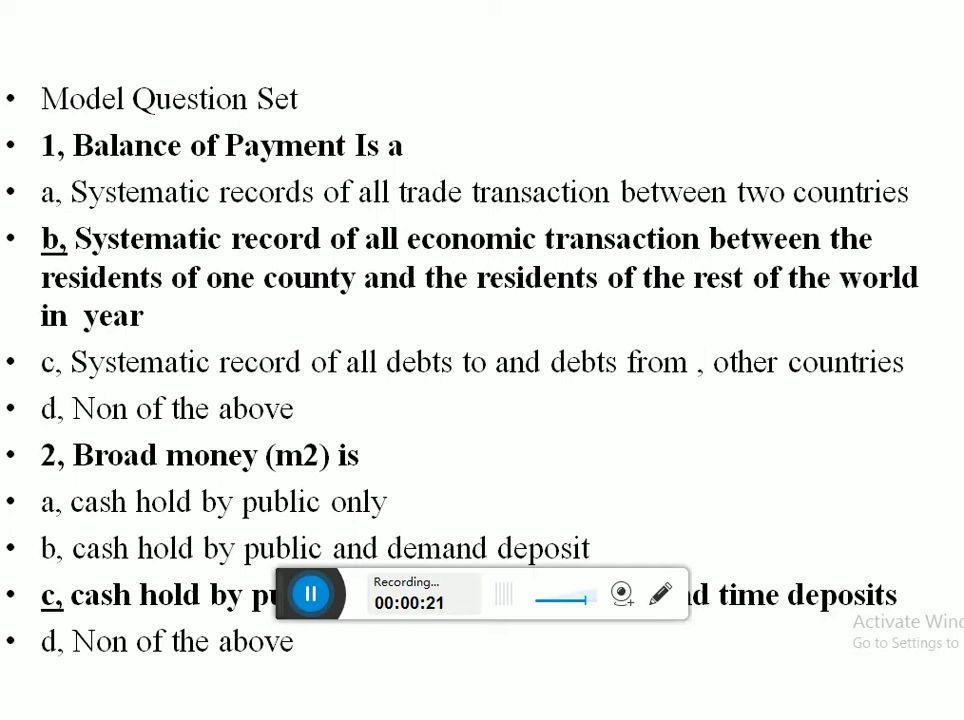 • Model Question Set
• 1, Balance of Payment Is a
• a, Systematic records of all trade transaction between two countries
• b, Systematic record of all economic transaction between the
residents of one county and the residents of the rest of the world
in year
• c, Systematic record of all debts to and debts from , other countries
• d, Non of the above
• 2, Broad money (m2) is
• a, cash hold by public only
• b, cash hold by public and demand deposit
• c, cash hold by time deposits
Recording...
00:00:21
• d, Non of the above
Activate
Go to Settings to